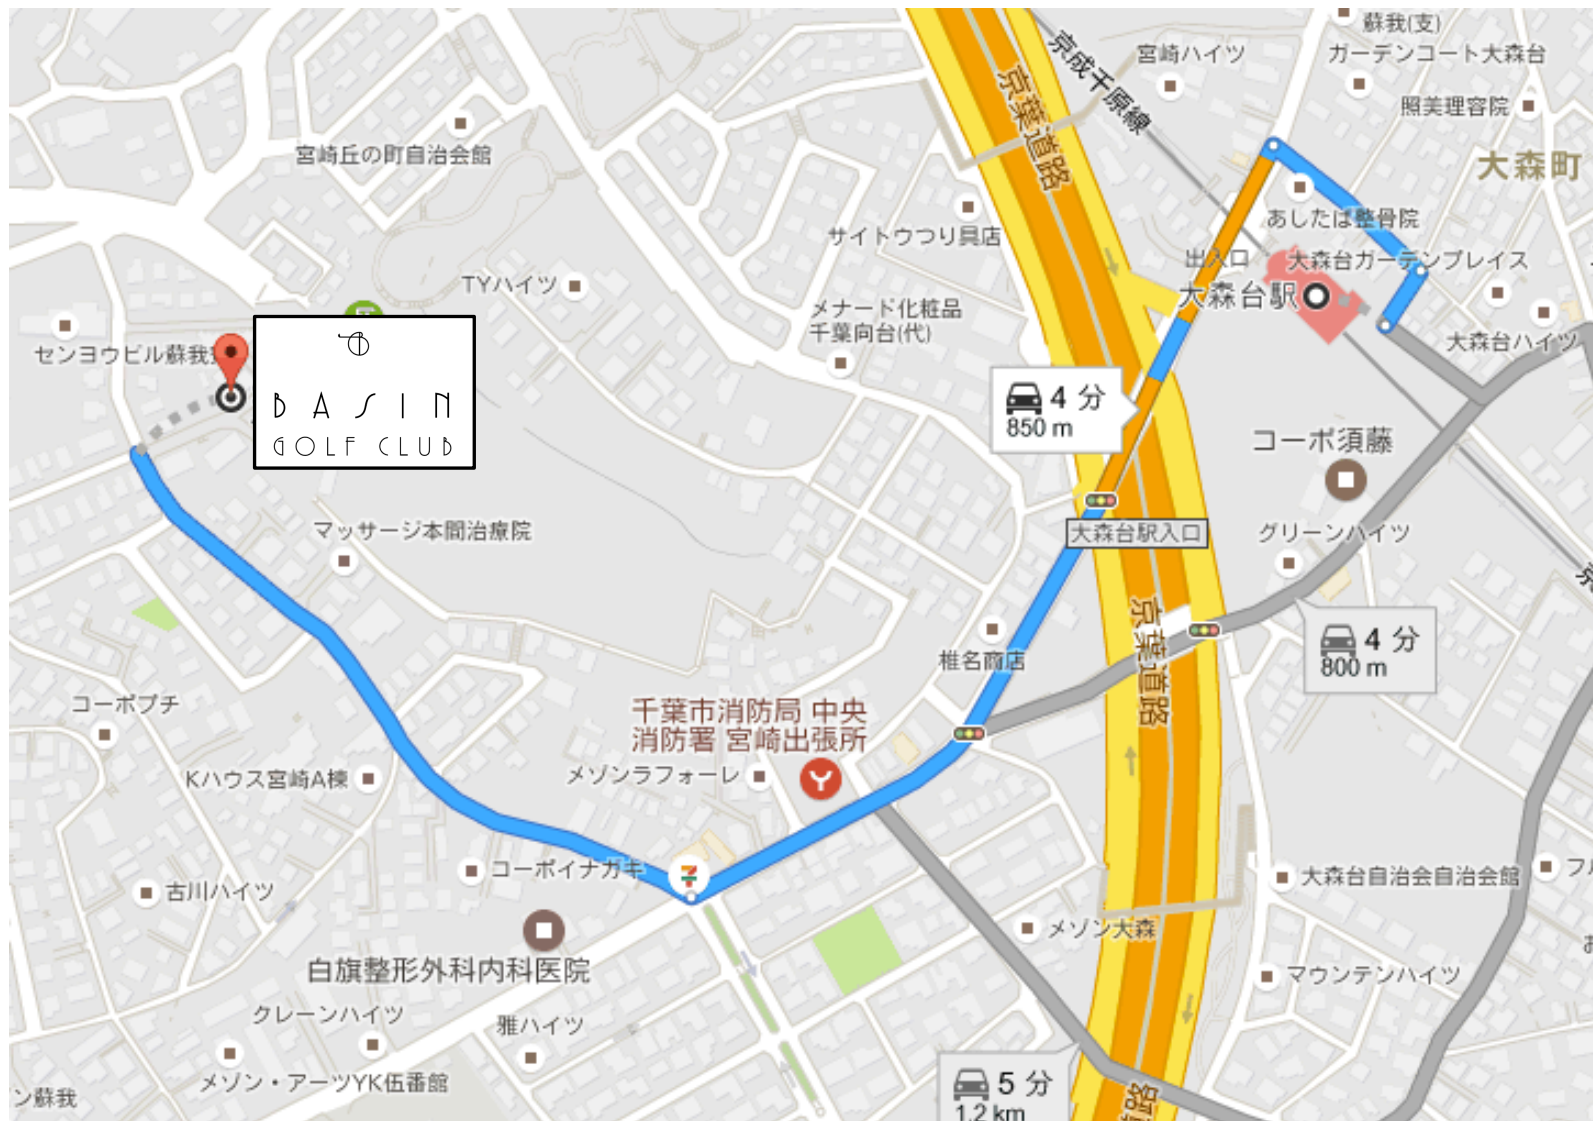 蘇我(支)
京成千原線
宮崎ハイツ
ガーデンコート大森台
京葉道路
照美理容院
宮崎丘の町自治会館
大森町
あしたば整骨院
サイトウつり具店
出入口
大森台ガーデンプレイス
TYハイツ
大森台駅
メナード化粧品
千葉向台(代)
センヨウビル蘇我
大森台ハイツ
BASIN
GOLF CLUB
4 分
850 m
コーポ須藤
マッサージ本間治療院
大森台駅入口
グリーンハイツ
京葉道路
4 分
800 m
椎名商店
コーポプチ
千葉市消防局 中央
消防署 宮崎出張所
メゾンラフォーレ
Kハウス宮崎A棟
コーポイナガキ
7
大森台自治会自治会館
フル
古川ハイツ
メゾン大森
白旗整形外科内科医院
マウンテンハイツ
クレーンハイツ
雅ハイツ
メゾン・アーツYK伍番館
ン蘇我
5 分
1.2 km